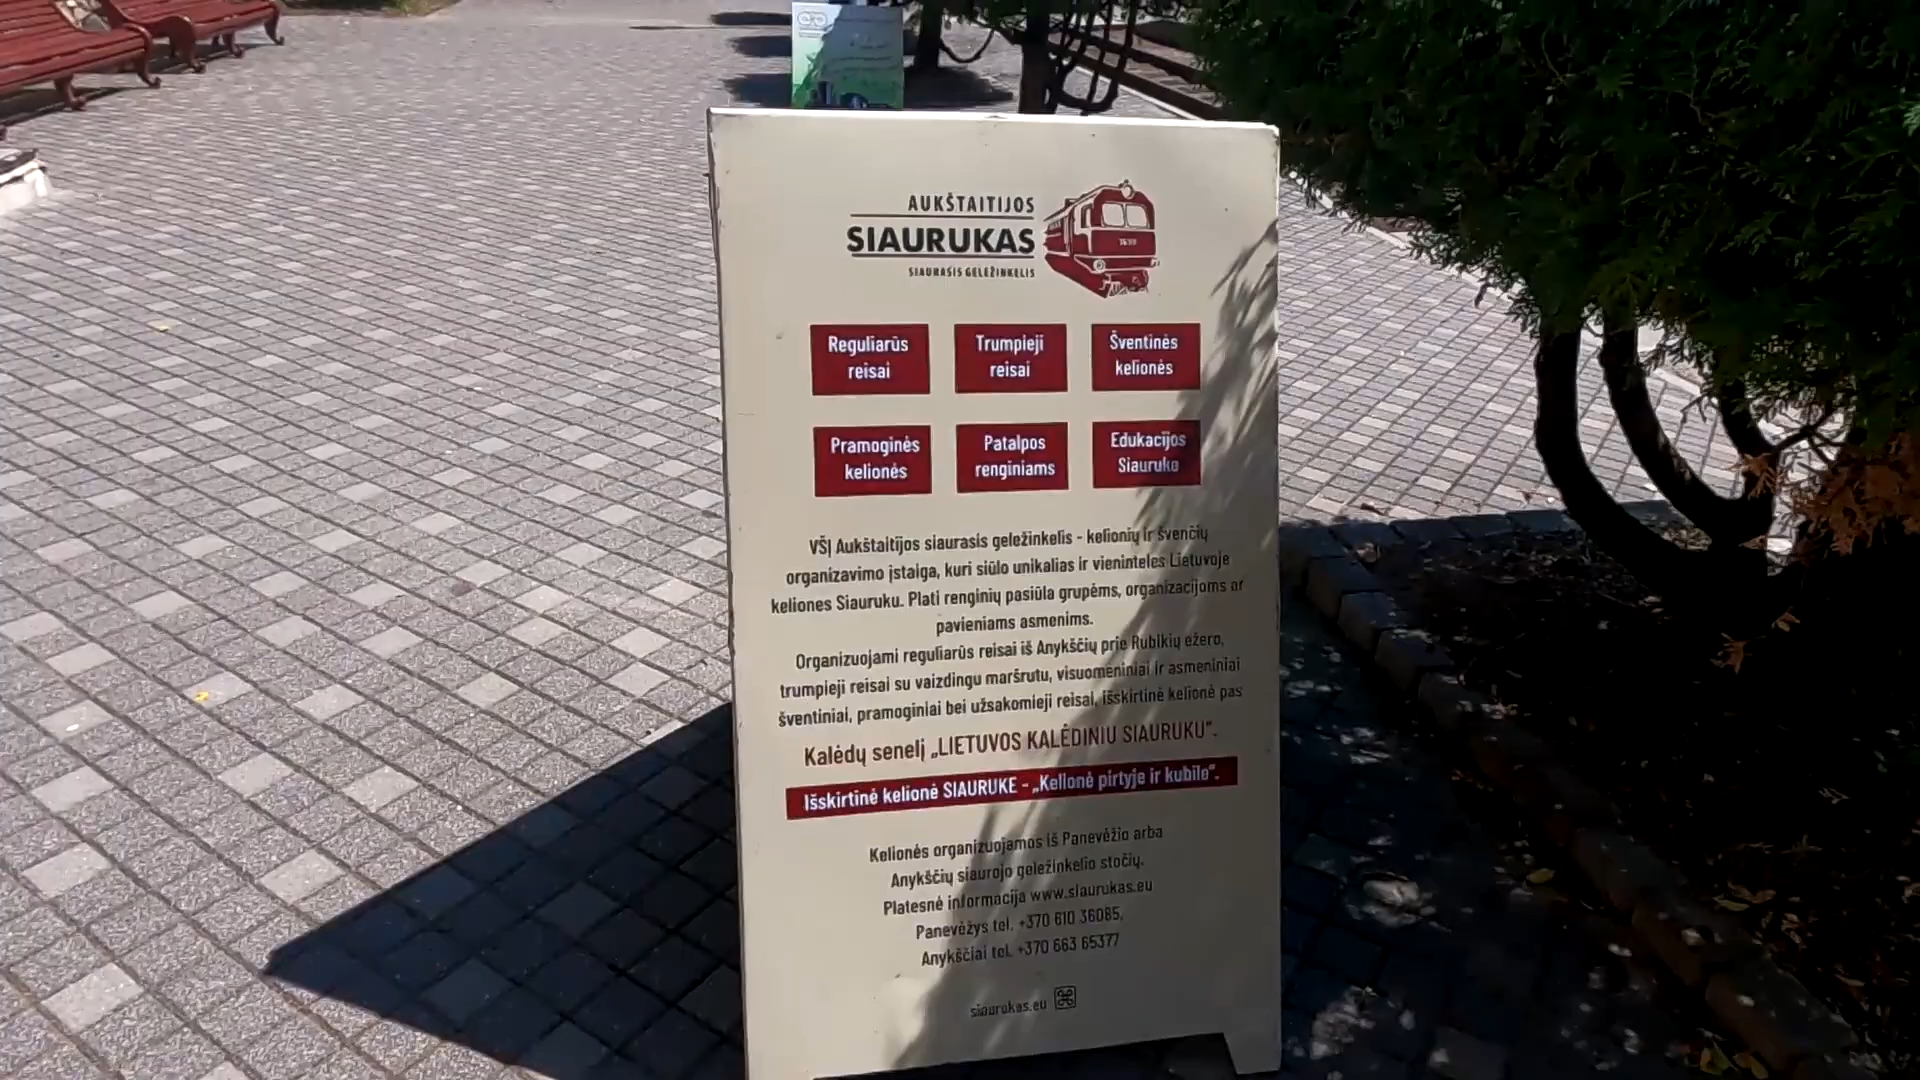 AUKŠTAITIJOS
SIAURUKAS
SIAURASIS GELEŽINKELIS
Reguliarūs
reisai
Trumpieji
reisai
Šventinės
kelionės
Pramoginės
kelionės
Patalpos
renginiams
Edukacijos
Siauruke
VŠĮ Aukštaitijos siaurasis geležinkelis - kelionių ir švenčių
organizavimo įstaiga, kuri siūlo unikalias ir vieninteles Lietuvoje
keliones Siauruku. Plati renginių pasiūla grupėms, organizacijoms ar
pavieniams asmenims.
Organizuojami reguliarūs reisai iš Anykščių prie Rubikių ežero,
trumpieji reisai su vaizdingu maršrutu, visuomeniniai ir asmeniniai
šventiniai, pramoginiai bei užsakomieji reisai, išskirtinė kelionė pas
Kalėdų senelį „LIETUVOS KALĖDINIU SIAURUKU".
Išskirtinė kelionė SIAURUKE - „Kelionė pirtyje ir kubile".
Kelionės organizuojamos iš Panevėžio arba
Anykščių siaurojo geležinkelio stočių.
Platesnė informacija www.siaurukas.eu
Panevėžys tel. +370 610 36085,
Anykščiai tel. +370 663 65377
siaurukas.eu